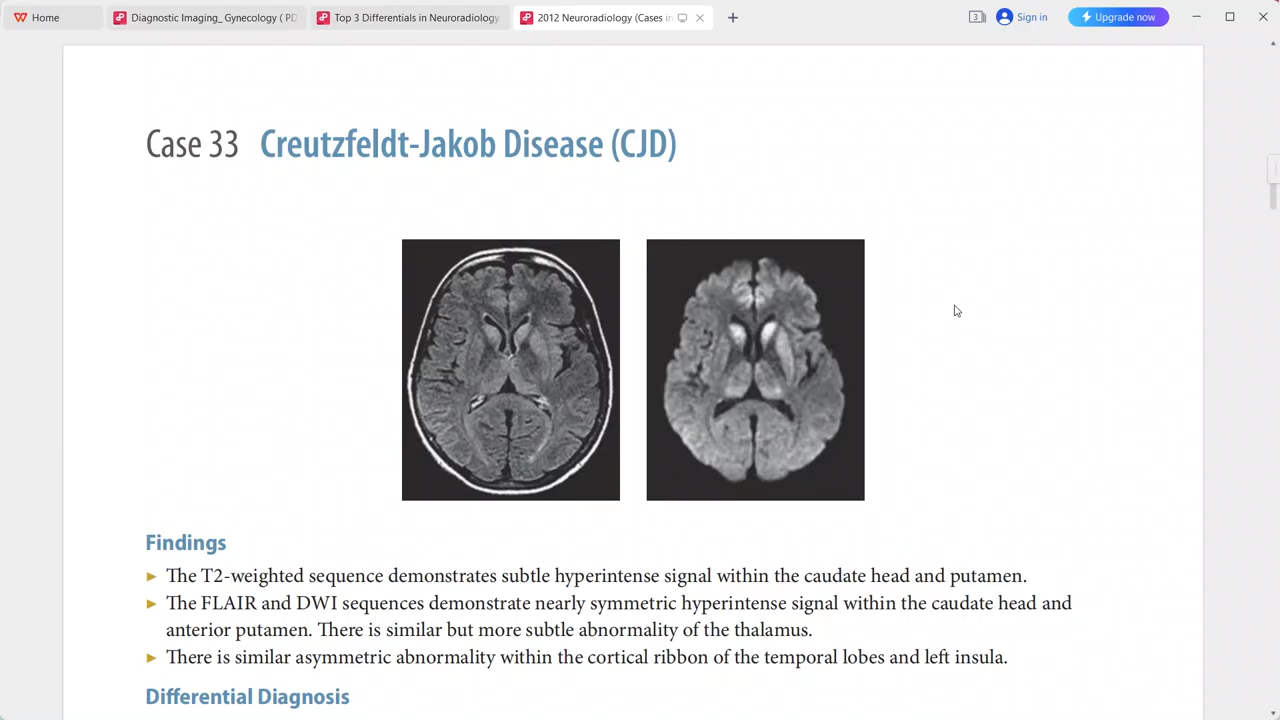 Home
Diagnostic Imaging_ Gynecology ( PD
Top 3 Differentials in Neuroradiology
2012 Neuroradiology (Cases in
3
Sign in
Upgrade now
Case 33 Creutzfeldt-Jakob Disease (CJD)
Findings
► The T2-weighted sequence demonstrates subtle hyperintense signal within the caudate head and putamen.
► The FLAIR and DWI sequences demonstrate nearly symmetric hyperintense signal within the caudate head and
anterior putamen. There is similar but more subtle abnormality of the thalamus.
► There is similar asymmetric abnormality within the cortical ribbon of the temporal lobes and left insula.
Differential Diagnosis